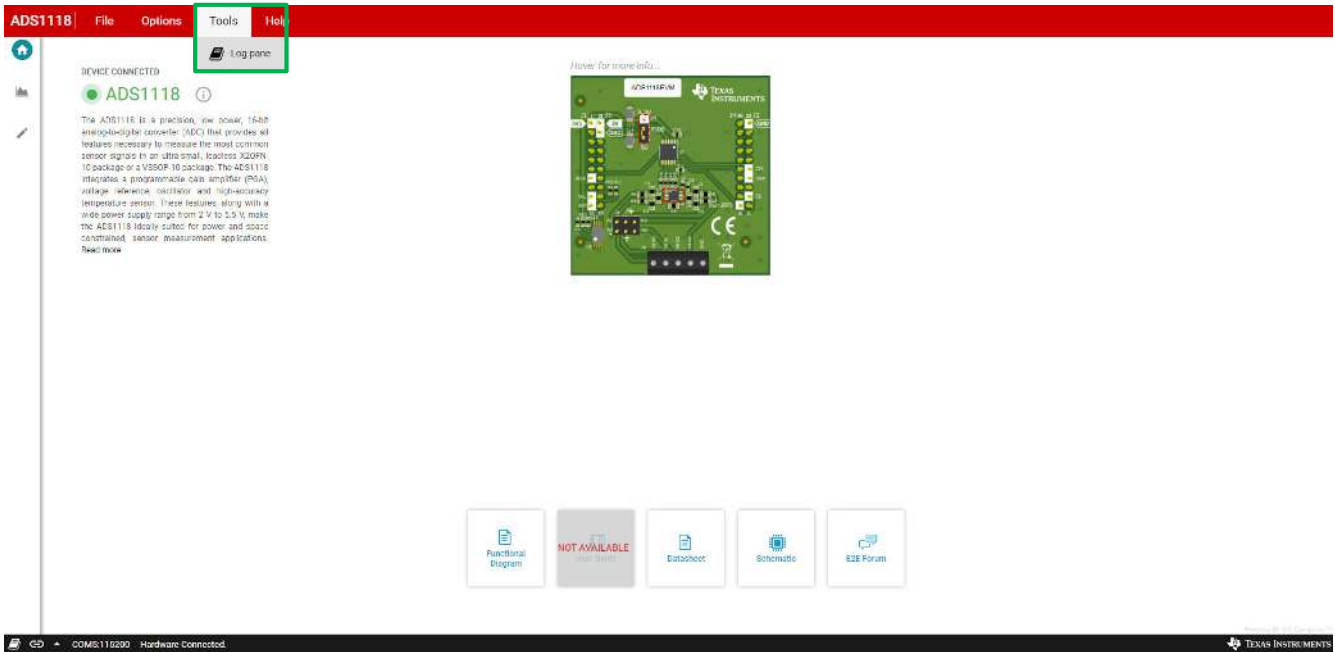 ADS1118 File Options Tools Help
Log pane
DEVICE CONNECTED
ADS1118
The ADS1118 is a precision, low power, 16-bit
analog-to-digital converter (ADC) that provides all
features necessary to measure the most common
sensor signals in an ultra-small, leadless X2QFN-
10 package or a VSSOP-10 package. The ADS1118
integrates a programmable gain amplifier (PGA),
voltage reference, oscillator and high-accuracy
temperature sensor. These features, along with a
wide power supply range from 2 V to 5.5 V, make
the ADS1118 ideally suited for power and space
constrained, sensor measurement applications.
Read more
Hover for more info...
ADS1118EVM
TEXAS
INSTRUMENTS
CE
Functional
Diagram
NOT AVAILABLE
Datasheet
Schematic
E2E Forum
COM5:115200 Hardware Connected.
TEXAS INSTRUMENTS